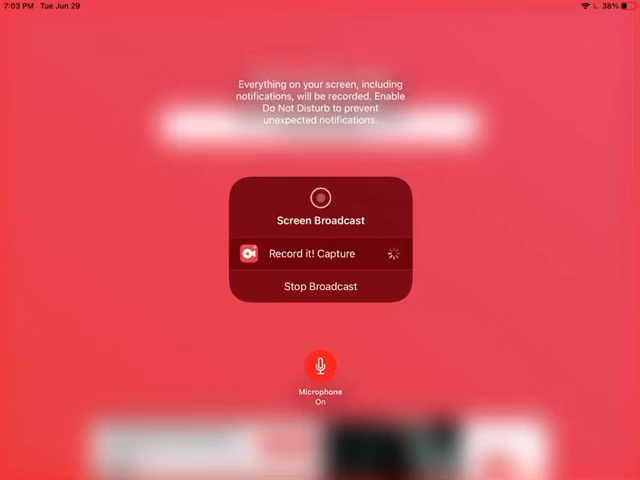 7:03 PM Tue Jun 29
38%
Everything on your screen, including
notifications, will be recorded. Enable
Do Not Disturb to prevent
unexpected notifications.
Screen Broadcast
Record it! Capture
Stop Broadcast
Microphone
On